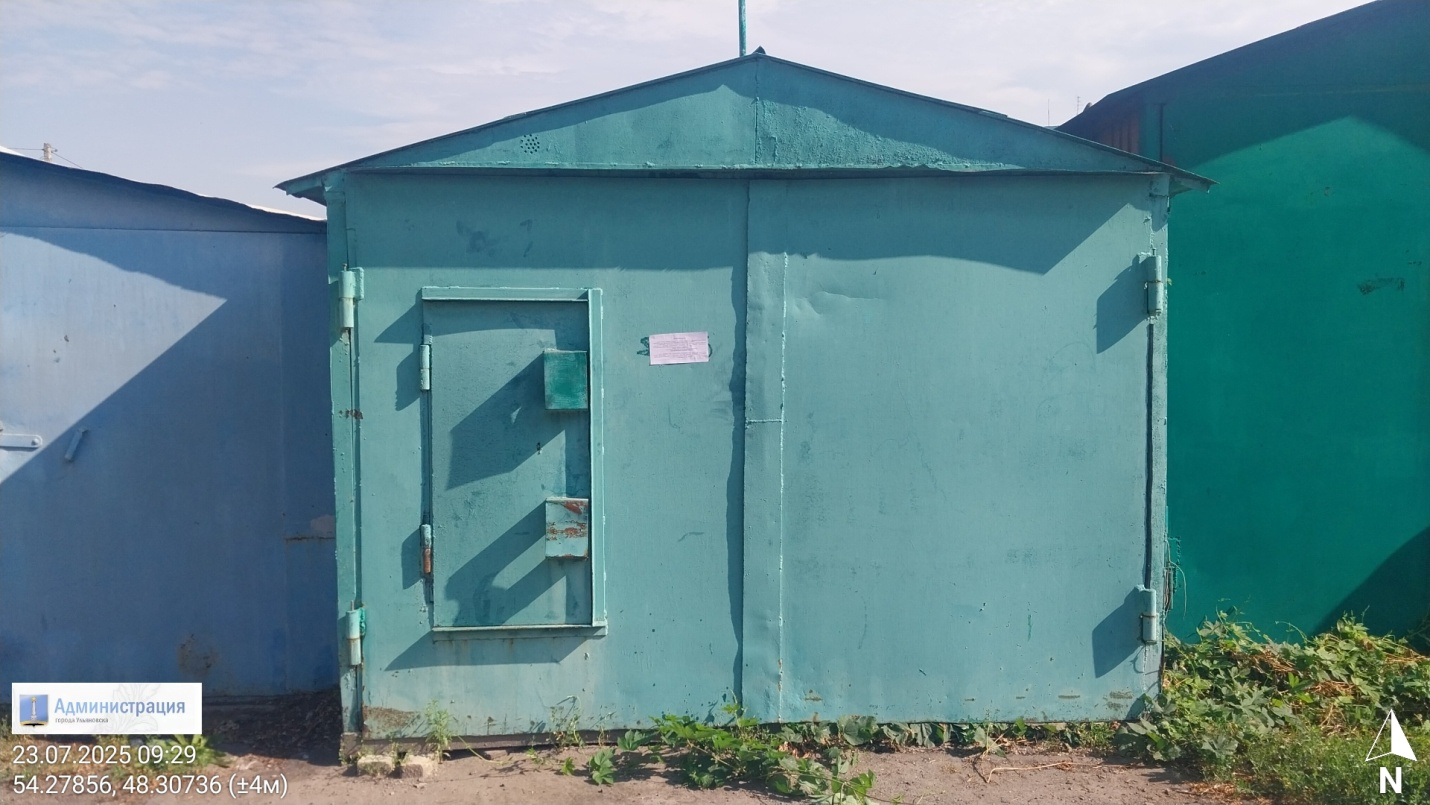 Администрация
города Ульяновска
23.07.2025 09:29
54.27856, 48.30736 (±4м)
N